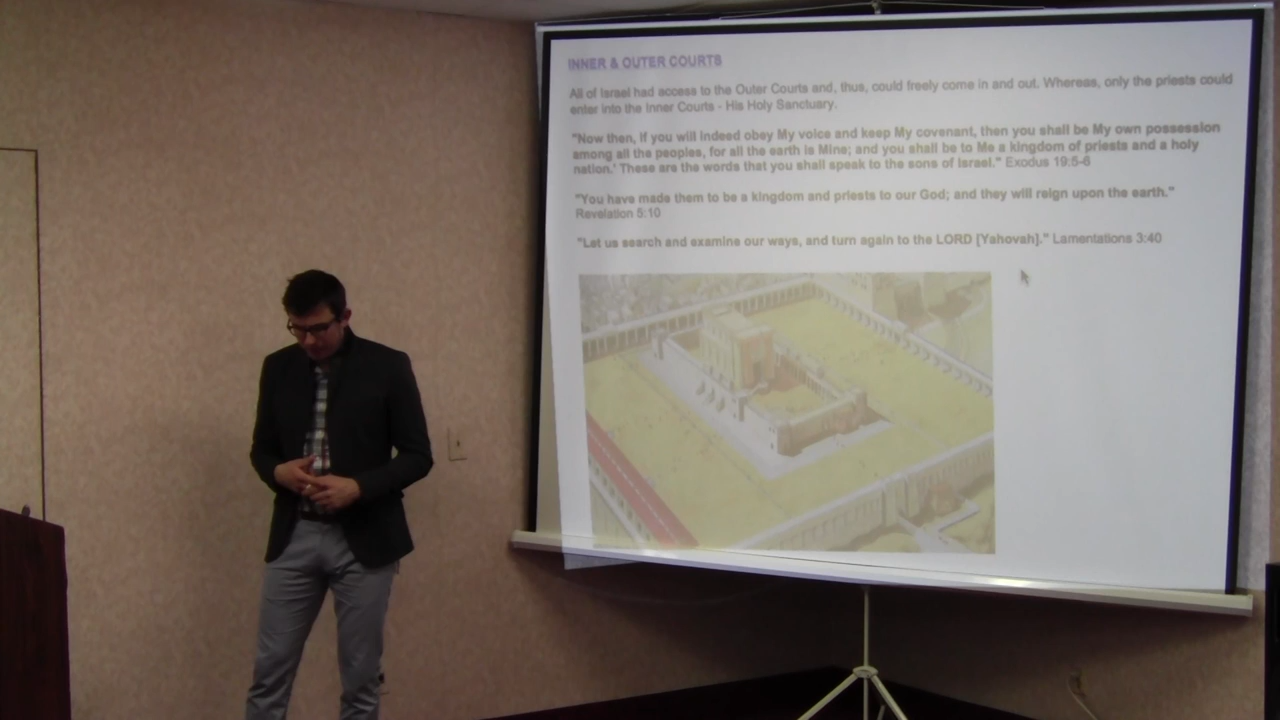 INNER & OUTER COURTS
All of Israel had access to the Outer Courts and, thus, could freely come in and out. Whereas, only the priests could
enter into the Inner Courts - His Holy Sanctuary.
"Now then, if you will indeed obey My voice and keep My covenant, then you shall be My own possession
among all the peoples, for all the earth is Mine; and you shall be to Me a kingdom of priests and a holy
nation.' These are the words that you shall speak to the sons of Israel." Exodus 19:5-6
"You have made them to be a kingdom and priests to our God; and they will reign upon the earth."
Revelation 5:10
"Let us search and examine our ways, and turn again to the LORD [Yahovah]." Lamentations 3:40